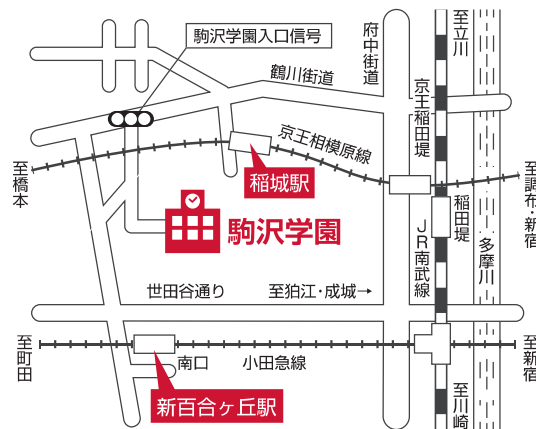 駒沢学園入口信号
府中街道
至立川
鶴川街道
京王稲田堤
京王相模原線
至橋本
稲城駅
至調布・新宿
稲田堤
駒沢学園
JR南武線
多摩川
世田谷通り
至狛江・成城→
至町田
南口
小田急線
至新宿
新百合ヶ丘駅
至川崎